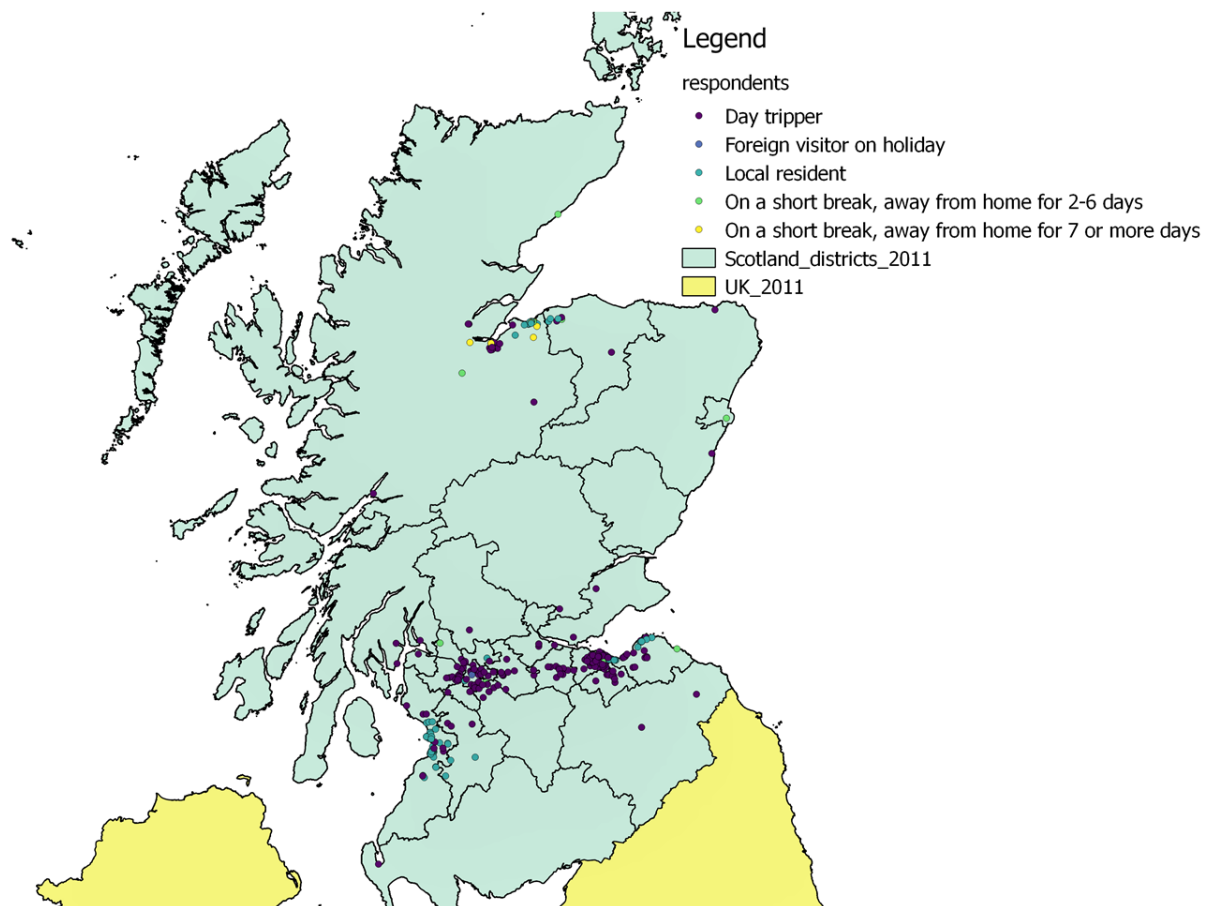 Legend
respondents
Day tripper
Foreign visitor on holiday
Local resident
On a short break, away from home for 2-6 days
On a short break, away from home for 7 or more days
Scotland_districts_2011
UK_2011